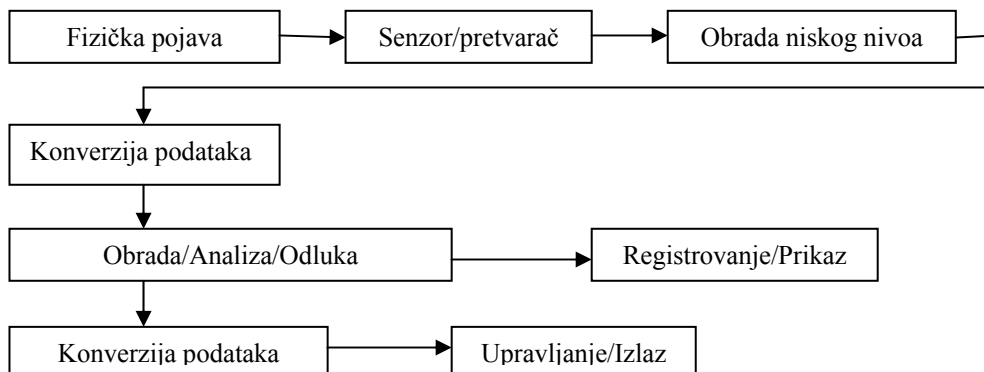 Fizička pojava
Senzor/pretvarač
Obrada niskog nivoa
Konverzija podataka
Obrada/Analiza/Odluka
Registrovanje/Prikaz
Konverzija podataka
Upravljanje/Izlaz